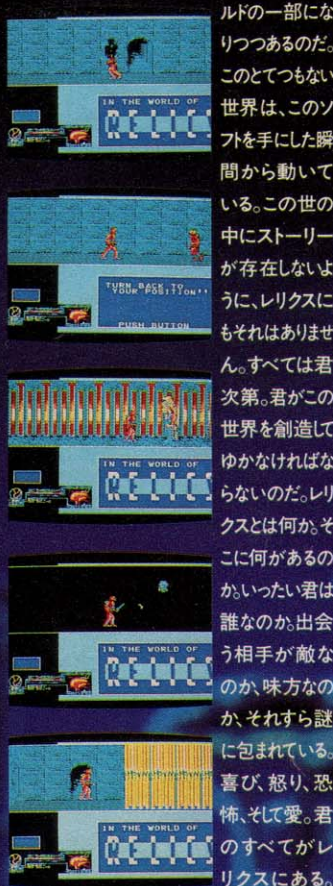 IN THE WORLD OF
RELICS
TURN BACK TO
YOUR POSITION!!
PUSH BUTTON
IN THE WORLD OF
RELICS
IN THE WORLD OF
RELICS
IN THE WORLD OF
RELICS
ルドの一部にな
りつつあるのだ。
このとてつもない
世界は、このソ
フトを手にした瞬
間から動いて
いる。この世の
中にストーリー
が存在しないよ
うに、レリクスに
もそれはありませ
ん。すべては君
次第。君がこの
世界を創造して
ゆかなければな
らないのだ。レリ
クスとは何か。そ
こに何があるの
か。いったい君は
誰なのか。出会
う相手が敵な
のか、味方なの
か、それすら謎
に包まれている。
喜び、怒り、恐
怖、そして愛。君
のすべてがレ
リクスにある。